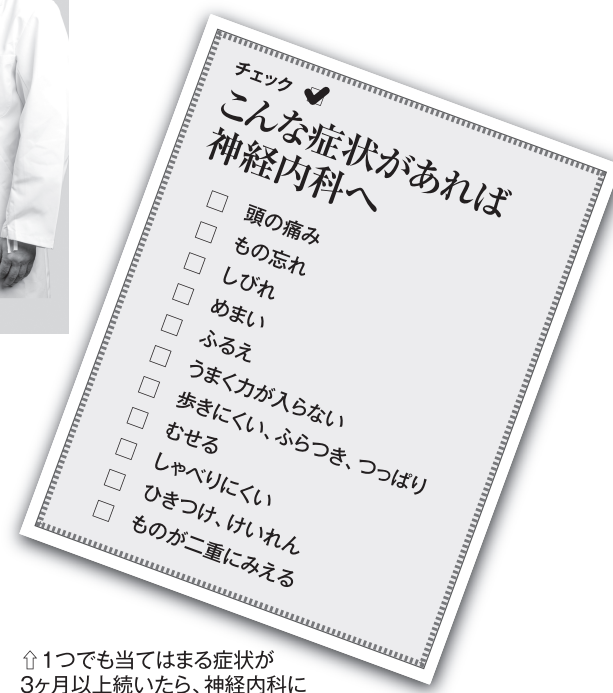 チェック
こんな症状があれば
神経内科へ
□ 頭の痛み
□ もの忘れ
□ しびれ
□ めまい
□ ふるえ
□ うまく力が入らない
□ 歩きにくい、ふらつき、つっぱり
□ むせる
□ しゃべりにくい
□ ひきつけ、けいれん
□ ものが二重にみえる
⇧1つでも当てはまる症状が
3ヶ月以上続いたら、神経内科に